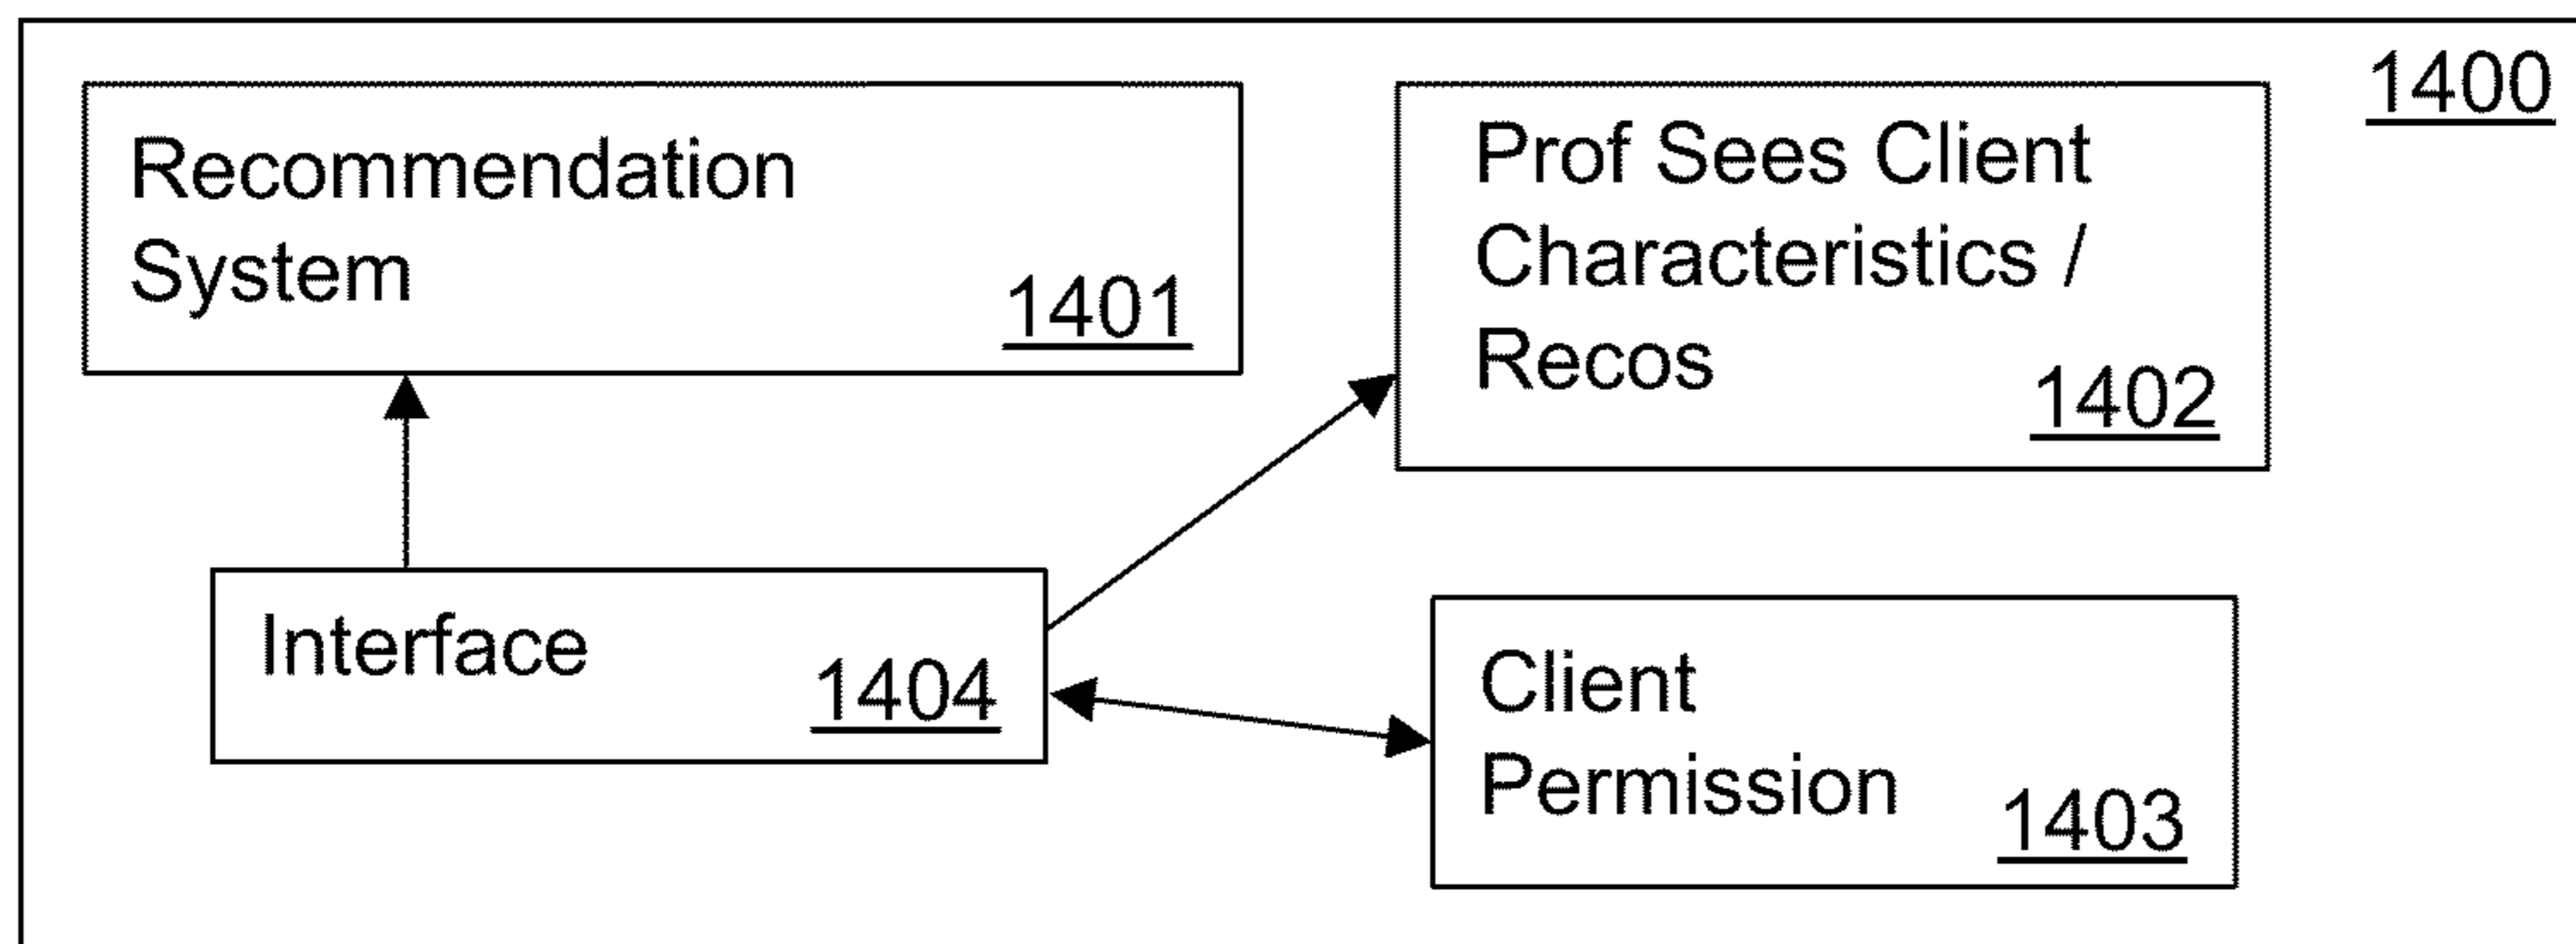 1400
Recommendation
System
1401
Prof Sees Client
Characteristics /
Recos
1402
Interface
1404
Client
Permission
1403